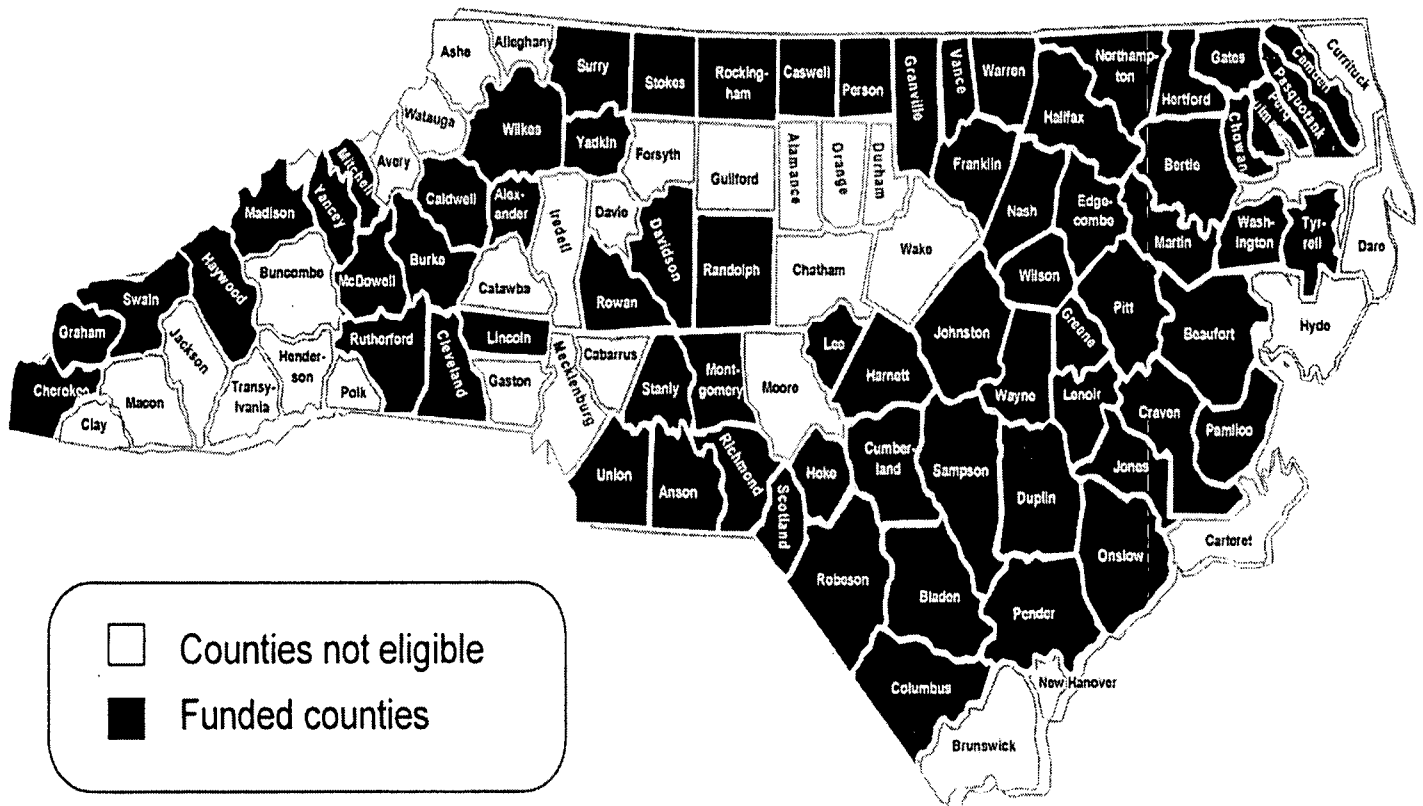 Ashe
Alleghany
Surry
Stokes
Rocking-
ham
Caswell
Person
Granville
Vance
Warren
Northamp-
ton
Gates
Hertford
Camden
Pasquotank
Perq
uim
Currituck
Chowan
Halifax
Bertie
Watauga
Wilkes
Yadkin
Forsyth
Guilford
Alamance
Orange
Durham
Franklin
Nash
Edge-
combe
Martin
Wash-
ington
Tyr-
rell
Dare
Avery
Mitchell
Yancey
Madison
Caldwell
Alex-
ander
Iredell
Davie
Davidson
Randolph
Chatham
Wake
Wilson
Haywood
Buncombe
McDowell
Burke
Catawba
Rowan
Johnston
Greene
Pitt
Beaufort
Hyde
Swain
Graham
Jackson
Cherokee
Clay
Macon
Transy-
lvania
Hender-
son
Polk
Rutherford
Cleveland
Lincoln
Gaston
Mecklenburg
Cabarrus
Stanly
Mont-
gomery
Moore
Lee
Harnett
Wayne
Lenoir
Craven
Pamlico
Jones
Union
Anson
Richmond
Scotland
Hoke
Cumber-
land
Sampson
Duplin
Onslow
Carteret
Robeson
Bladen
Pender
Columbus
New Hanover
Brunswick
Counties not eligible
Funded counties